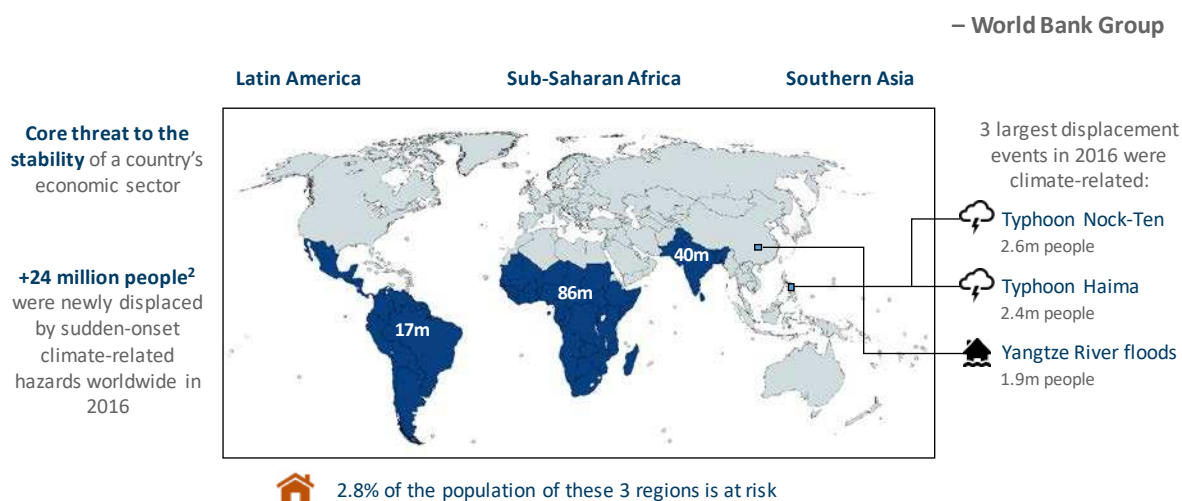 – World Bank Group
Latin America
Sub-Saharan Africa
Southern Asia
Core threat to the
stability of a country's
economic sector
+24 million people²
were newly displaced
by sudden-onset
climate-related
hazards worldwide in
2016
17m
86m
40m
3 largest displacement
events in 2016 were
climate-related:
Typhoon Nock-Ten
2.6m people
Typhoon Haima
2.4m people
Yangtze River floods
1.9m people
2.8% of the population of these 3 regions is at risk